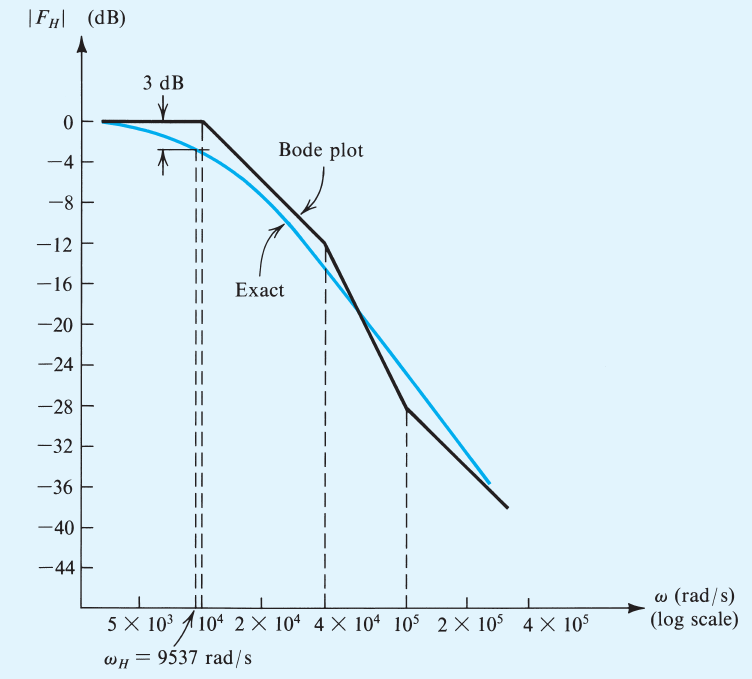 |F_H| (dB)
3 dB
0
−4
−8
−12
−16
−20
−24
−28
−32
−36
−40
−44
Bode plot
Exact
5 × 10³ 10⁴ 2 × 10⁴ 4 × 10⁴ 10⁵ 2 × 10⁵ 4 × 10⁵
ω (rad/s)
(log scale)
ω_H = 9537 rad/s